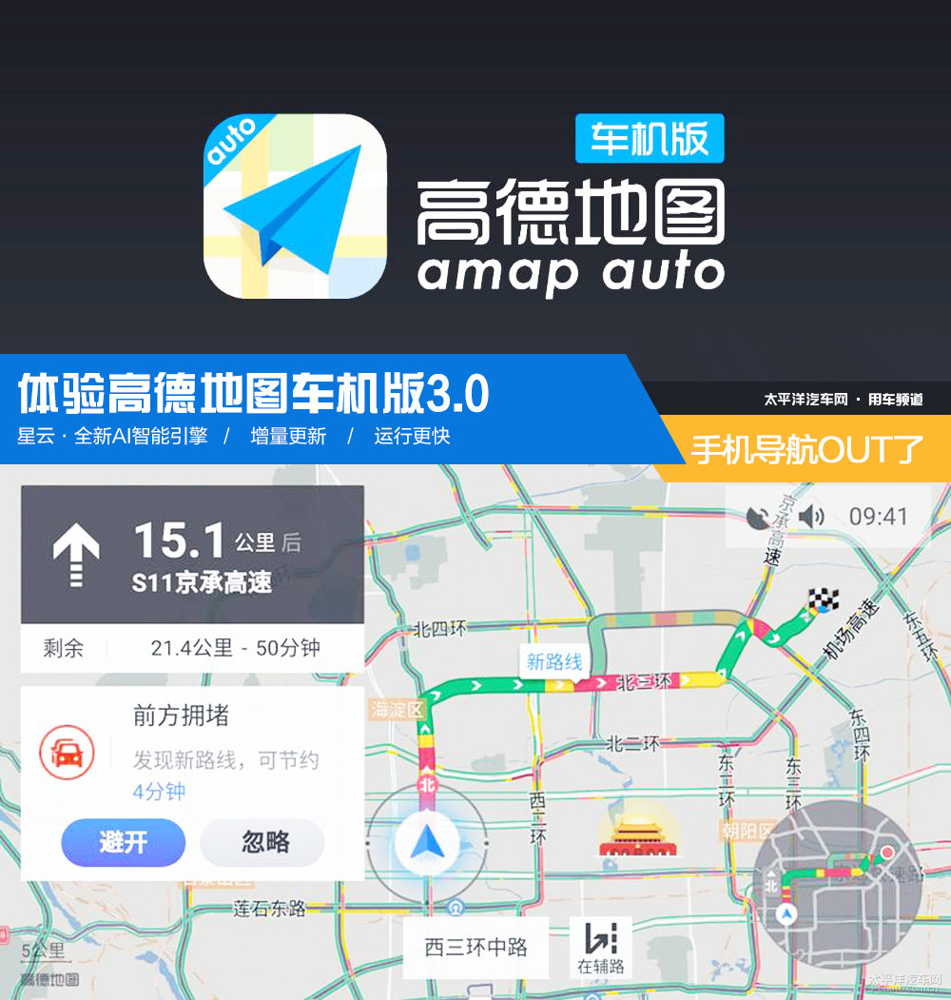 auto
车机版
高德地图
amap auto
体验高德地图车机版3.0
星云·全新AI智能引擎 / 增量更新 / 运行更快
太平洋汽车网·用车频道
手机导航OUT了
15.1公里 后
S11京承高速
剩余 21.4公里 - 50分钟
前方拥堵
发现新路线，可节约
4分钟
避开
忽略
京承高速
09:41
北四环
机场高速
东五环
新路线
北三环
海淀区
北二环
东四环
东二环
东三环
西二环
北
朝阳区
北
莲石东路
西三环中路
在辅路
5公里
高德地图
太平洋汽车网